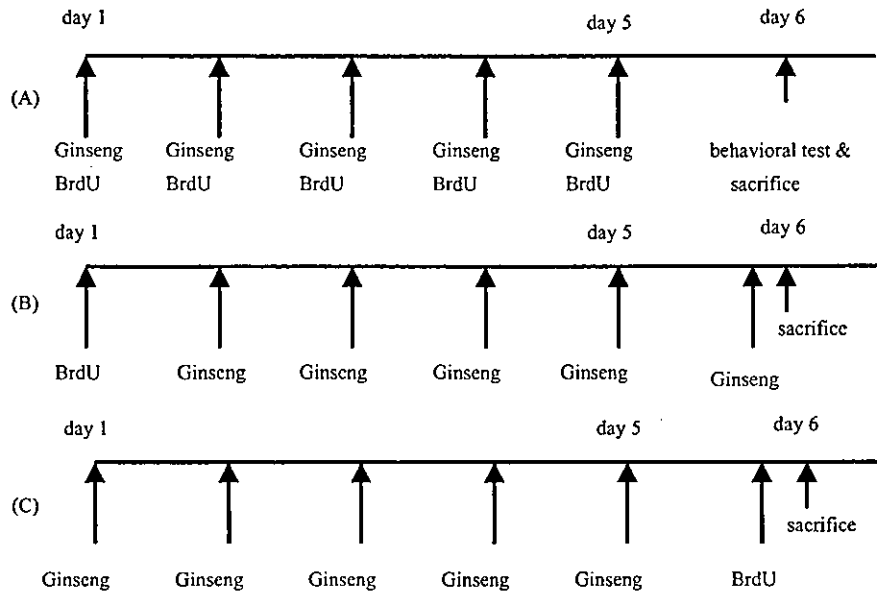 day 1 day 5 day 6
(A)
Ginseng Ginseng Ginseng Ginseng Ginseng behavioral test &
BrdU BrdU BrdU BrdU BrdU sacrifice
day 1 day 5 day 6
(B)
sacrifice
BrdU Ginseng Ginseng Ginseng Ginseng Ginseng
day 1 day 5 day 6
(C)
sacrifice
Ginseng Ginseng Ginseng Ginseng Ginseng BrdU